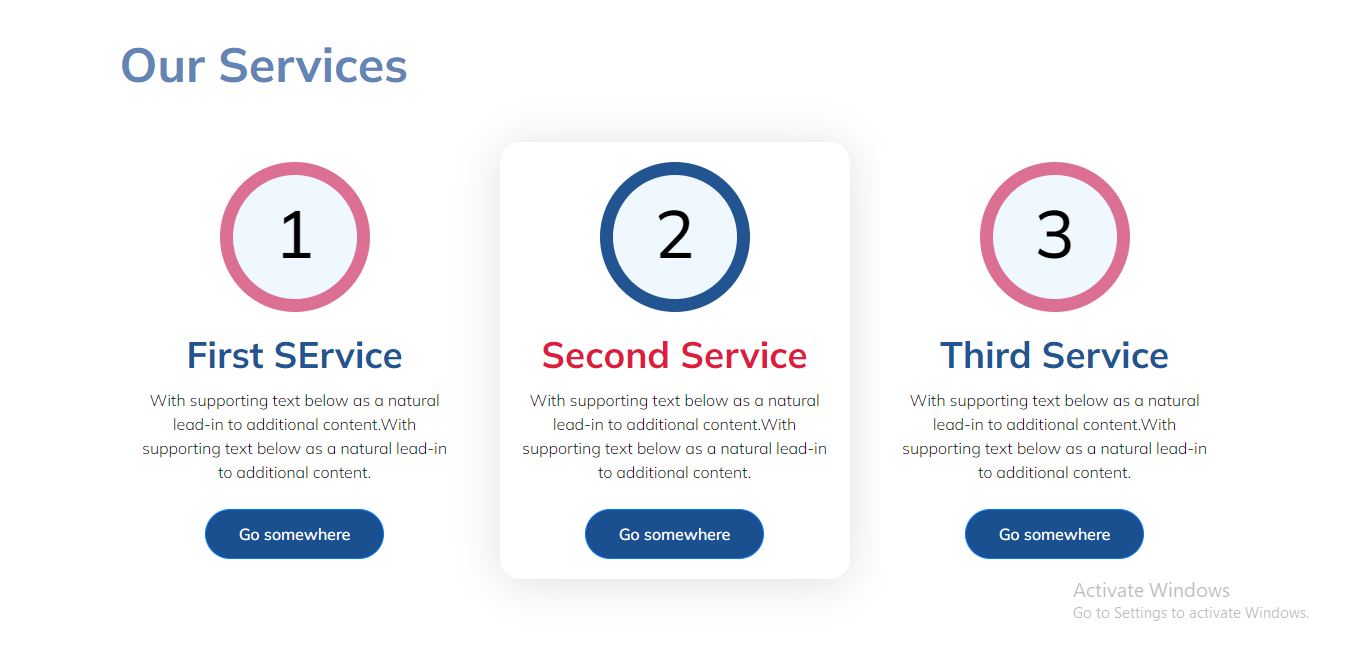 Our Services
1
First SErvice
With supporting text below as a natural
lead-in to additional content.With
supporting text below as a natural lead-in
to additional content.
Go somewhere
2
Second Service
With supporting text below as a natural
lead-in to additional content.With
supporting text below as a natural lead-in
to additional content.
Go somewhere
3
Third Service
With supporting text below as a natural
lead-in to additional content.With
supporting text below as a natural lead-in
to additional content.
Go somewhere
Activate Windows
Go to Settings to activate Windows.